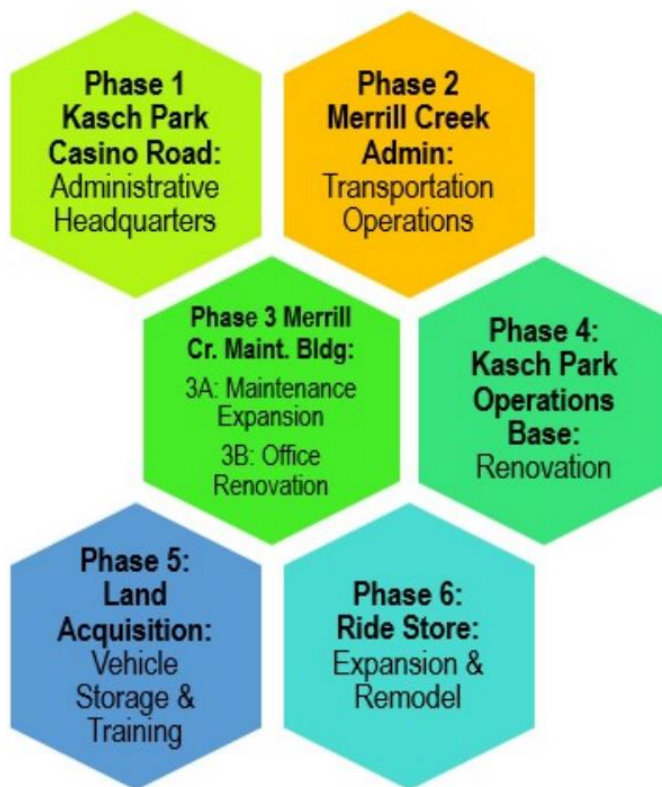 Phase 1
Kasch Park
Casino Road:
Administrative
Headquarters
Phase 2
Merrill Creek
Admin:
Transportation
Operations
Phase 3 Merrill
Cr. Maint. Bldg:
3A: Maintenance
Expansion
3B: Office
Renovation
Phase 4:
Kasch Park
Operations
Base:
Renovation
Phase 5:
Land
Acquisition:
Vehicle
Storage &
Training
Phase 6:
Ride Store:
Expansion &
Remodel